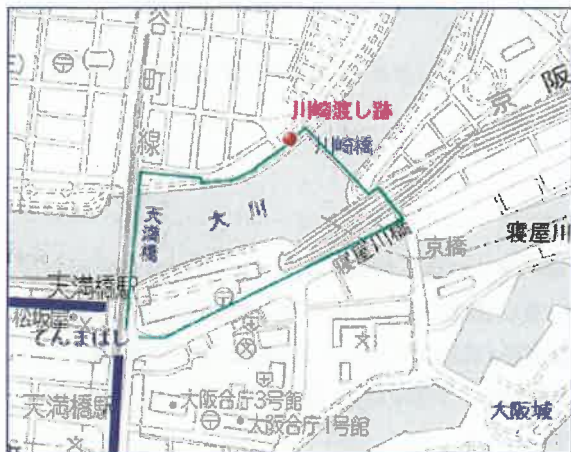 谷町線
(二)
京阪
川崎渡し跡
川崎橋
大川
天満橋
寝屋川橋
京橋
寝屋川
天満橋駅
松坂屋
てんまばし
天満橋駅
大阪合庁3号館
大阪合庁1号館
大阪城